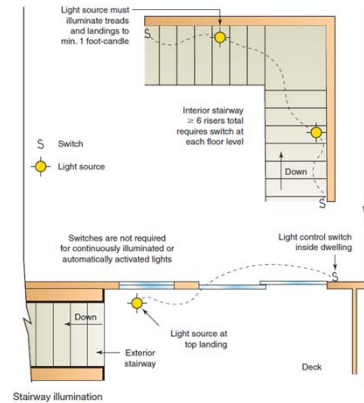 Light source must
illuminate treads
and landings to
min. 1 foot-candle
S
Interior stairway
≥ 6 risers total
requires switch at
each floor level
S Switch
Light source
Down
S
Switches are not required
for continuously illuminated or
automatically activated lights
Light control switch
inside dwelling
S
Down
Light source at
top landing
Exterior
stairway
Deck
Stairway illumination